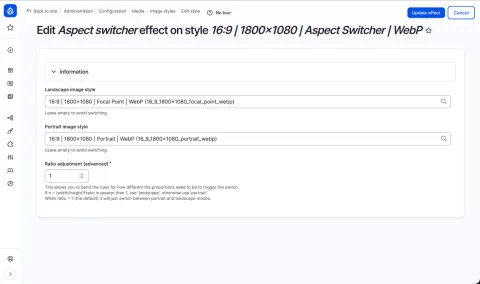 Back to site / Administration / Configuration / Media / Image styles / Edit style
No tour
Update effect
Cancel
Edit Aspect switcher effect on style 16:9 | 1800×1080 | Aspect Switcher | WebP
Information
Landscape image style
16:9 | 1800×1080 | Focal Point | WebP (16_9_1800x1080_focal_point_webp)
Leave empty to avoid switching.
Portrait image style
16:9 | 1800×1080 | Portrait | WebP (16_9_1800x1080_portrait_webp)
Leave empty to avoid switching.
Ratio adjustment (advanced) *
1
This allows you to bend the rules for how different the proportions need to be to trigger the switch.
If n = (width/height)*ratio is greater than 1, use 'landscape', otherwise use 'portrait'.
When ratio = 1 (the default) it will just switch between portrait and landscape modes.